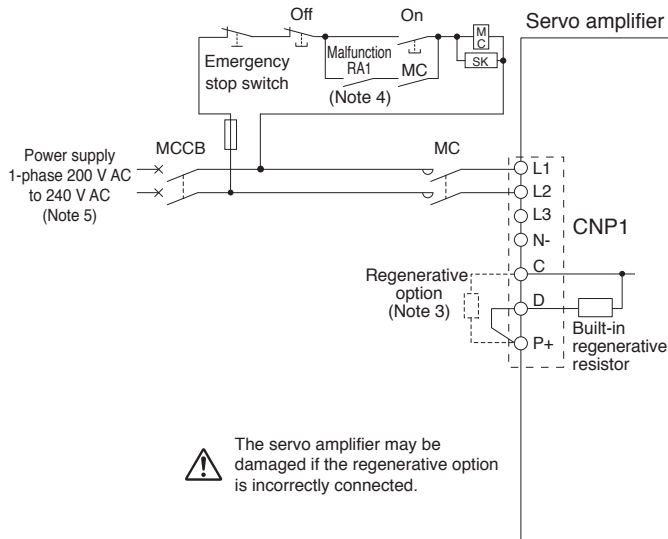 Off
On
Servo amplifier
Emergency
stop switch
Malfunction
RA1
(Note 4)
MC
M
C
SK
Power supply
1-phase 200 V AC
to 240 V AC
(Note 5)
MCCB
MC
L1
L2
L3
N-
CNP1
C
D
P+
Regenerative
option
(Note 3)
Built-in
regenerative
resistor
The servo amplifier may be
damaged if the regenerative option
is incorrectly connected.